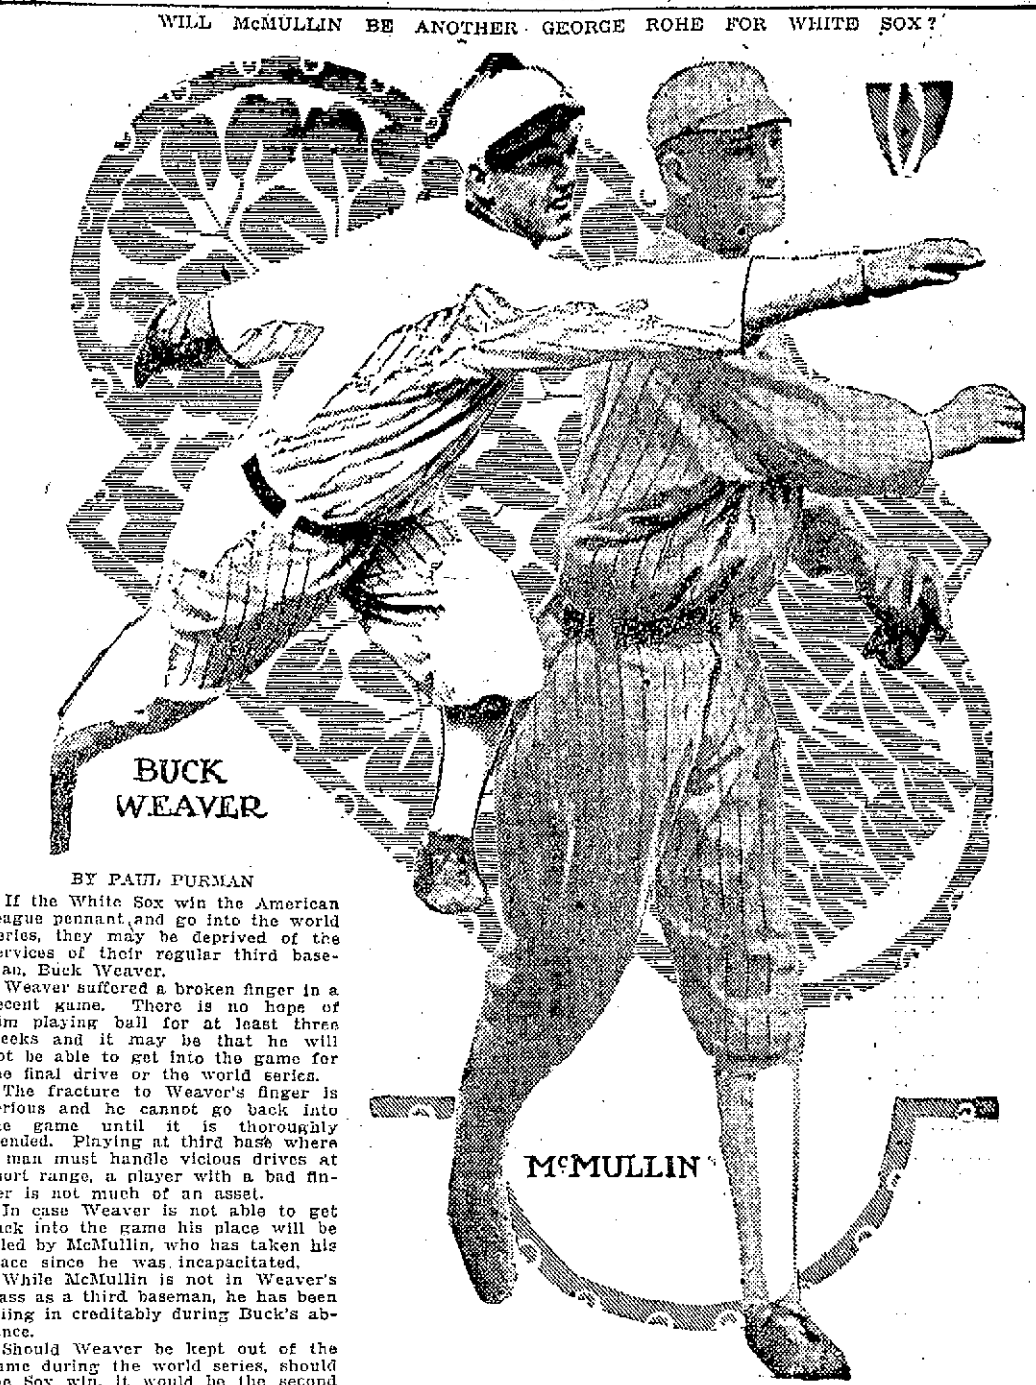 WILL McMULLIN BE ANOTHER GEORGE ROHE FOR WHITE SOX?
BUCK
WEAVER
BY PAUL PURMAN
If the White Sox win the American
eague pennant and go into the world
eries, they may be deprived of the
ervices of their regular third base-
an, Buck Weaver.
Weaver suffered a broken finger in a
ecent game. There is no hope of
im playing ball for at least three
eeks and it may be that he will
ot be able to get into the game for
he final drive or the world series.
The fracture to Weaver's finger is
erious and he cannot go back into
he game until it is thoroughly
ended. Playing at third base where
man must handle vicious drives at
hort range, a player with a bad fin-
er is not much of an asset.
In case Weaver is not able to get
ack into the game his place will be
lled by McMullin, who has taken his
lace since he was incapacitated.
While McMullin is not in Weaver's
lass as a third baseman, he has been
lling in creditably during Buck's ab-
ence.
Should Weaver be kept out of the
ame during the world series, should
he Sox win, it would be the second
McMULLIN